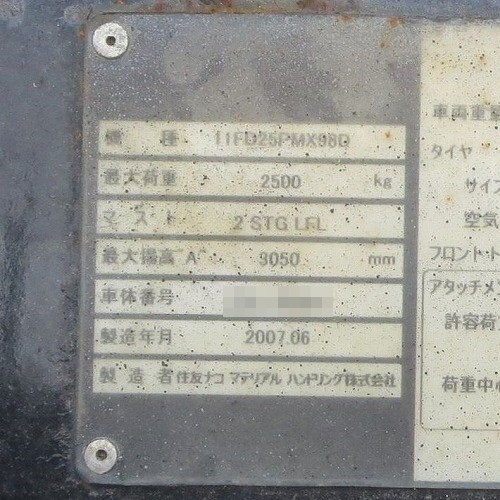 機種 11FD25PMX98D
最大荷重 2500 kg
マスト 2 STG LFL
最大揚高 A 3050 mm
車体番号
製造年月 2007.06
製造者 住友ナコ マテリアル ハンドリング株式会社
車両重
タイヤ
サイ
空気
フロント ト
アタッチメン
許容荷
荷重中